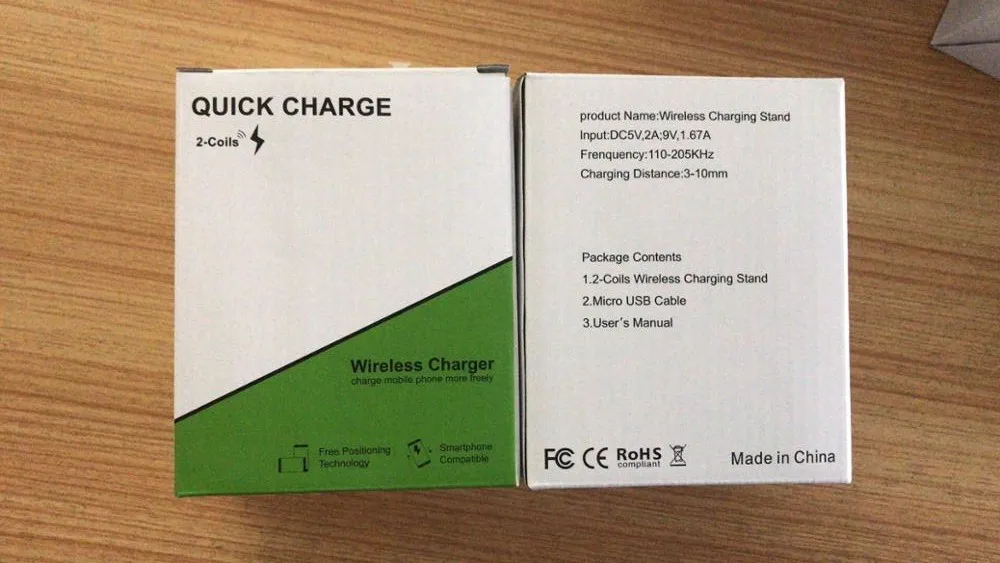 QUICK CHARGE
2-Coils
Wireless Charger
charge mobile phone more freely
Free Positioning
Technology
Smartphone
Compatible
product Name:Wireless Charging Stand
Input:DC5V,2A;9V,1.67A
Frenquency:110-205KHz
Charging Distance:3-10mm
Package Contents
1.2-Coils Wireless Charging Stand
2.Micro USB Cable
3.User's Manual
FC CE RoHS
compliant
Made in China